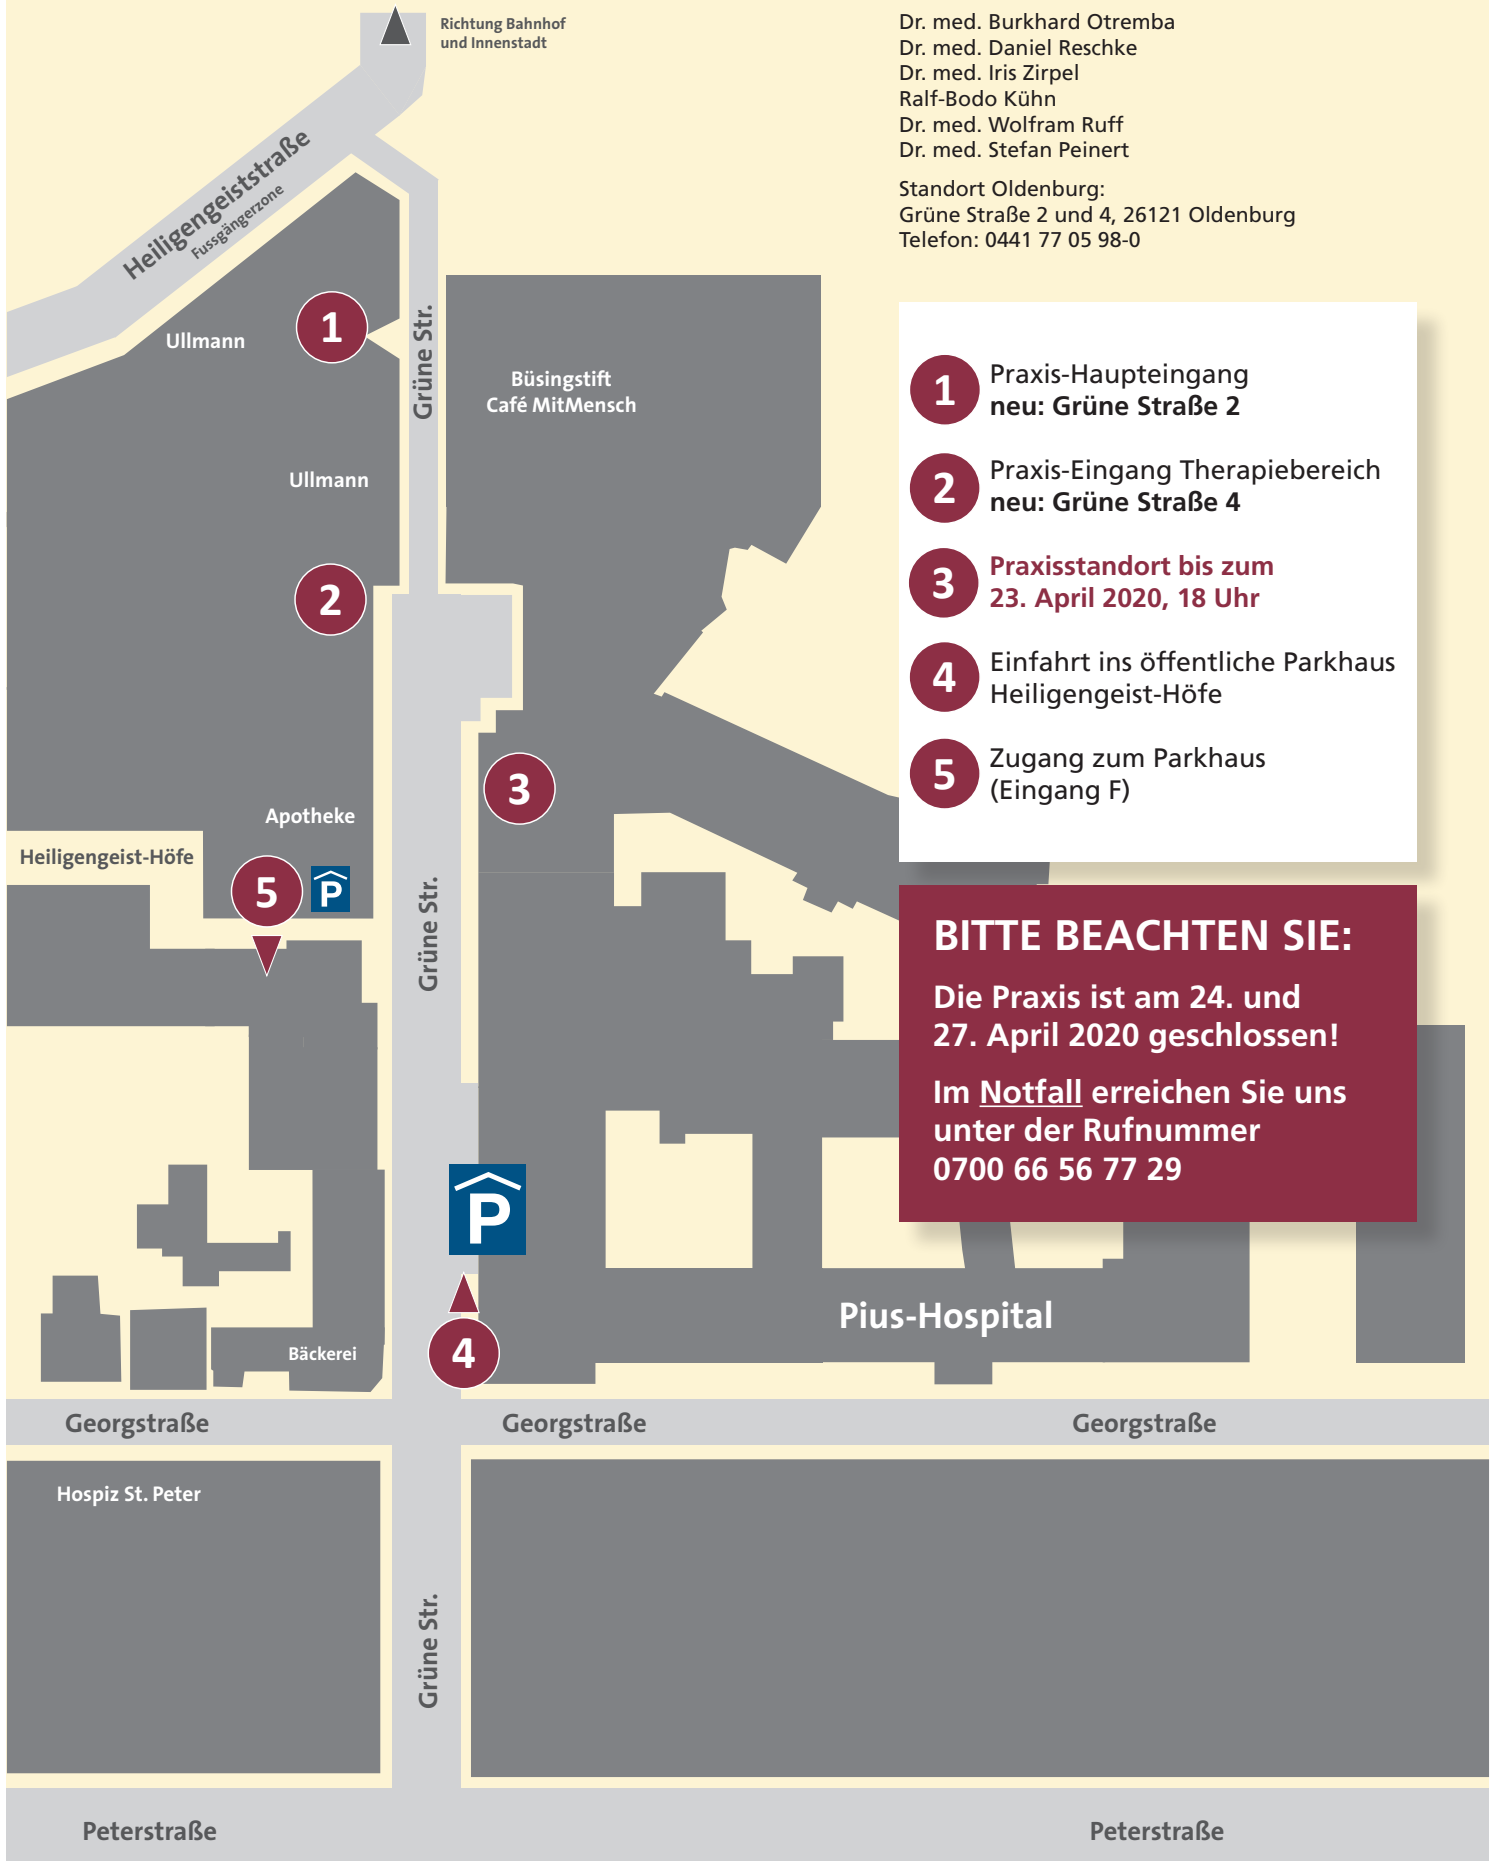 Richtung Bahnhof
und Innenstadt
Dr. med. Burkhard Otremba
Dr. med. Daniel Reschke
Dr. med. Iris Zirpel
Ralf-Bodo Kühn
Dr. med. Wolfram Ruff
Dr. med. Stefan Peinert
Standort Oldenburg:
Grüne Straße 2 und 4, 26121 Oldenburg
Telefon: 0441 77 05 98-0
Heiligengeiststraße
Fussgängerzone
Ullmann
1
Grüne Str.
Büsingstift
Café MitMensch
Ullmann
2
3
Apotheke
Heiligengeist-Höfe
5
P
Grüne Str.
1
Praxis-Haupteingang
neu: Grüne Straße 2
2
Praxis-Eingang Therapiebereich
neu: Grüne Straße 4
3
Praxisstandort bis zum
23. April 2020, 18 Uhr
4
Einfahrt ins öffentliche Parkhaus
Heiligengeist-Höfe
5
Zugang zum Parkhaus
(Eingang F)
BITTE BEACHTEN SIE:
Die Praxis ist am 24. und
27. April 2020 geschlossen!
Im Notfall erreichen Sie uns
unter der Rufnummer
0700 66 56 77 29
P
Pius-Hospital
4
Bäckerei
Georgstraße
Georgstraße
Georgstraße
Hospiz St. Peter
Grüne Str.
Peterstraße
Peterstraße